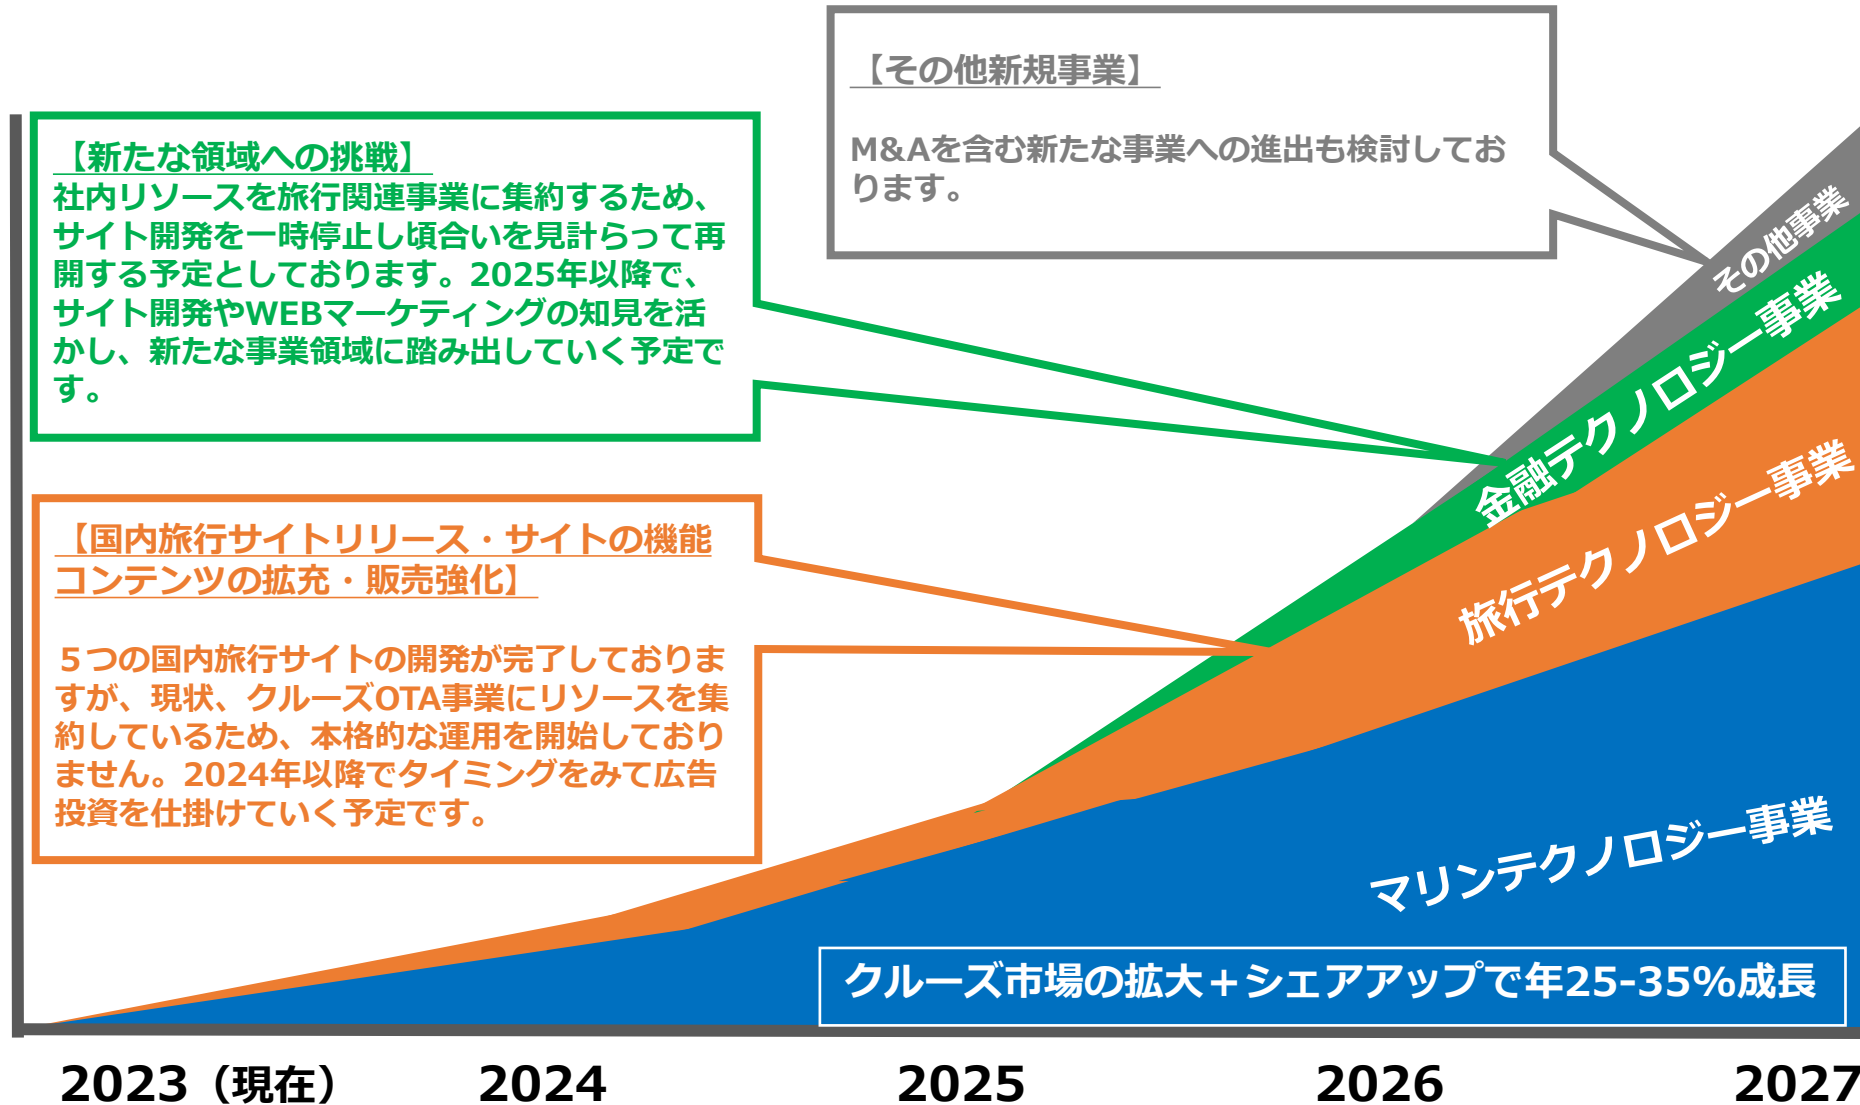 【その他新規事業】
M&Aを含む新たな事業への進出も検討してお
ります。
【新たな領域への挑戦】
社内リソースを旅行関連事業に集約するため、
サイト開発を一時停止し頃合いを見計らって再
開する予定としております。2025年以降で、
サイト開発やWEBマーケティングの知見を活
かし、新たな事業領域に踏み出していく予定で
す。
【国内旅行サイトリリース・サイトの機能
コンテンツの拡充・販売強化】
５つの国内旅行サイトの開発が完了しておりま
すが、現状、クルーズOTA事業にリソースを集
約しているため、本格的な運用を開始しており
ません。2024年以降でタイミングをみて広告
投資を仕掛けていく予定です。
その他事業
金融テクノロジー事業
旅行テクノロジー事業
マリンテクノロジー事業
クルーズ市場の拡大＋シェアアップで年25-35%成長
2023（現在） 2024 2025 2026 2027